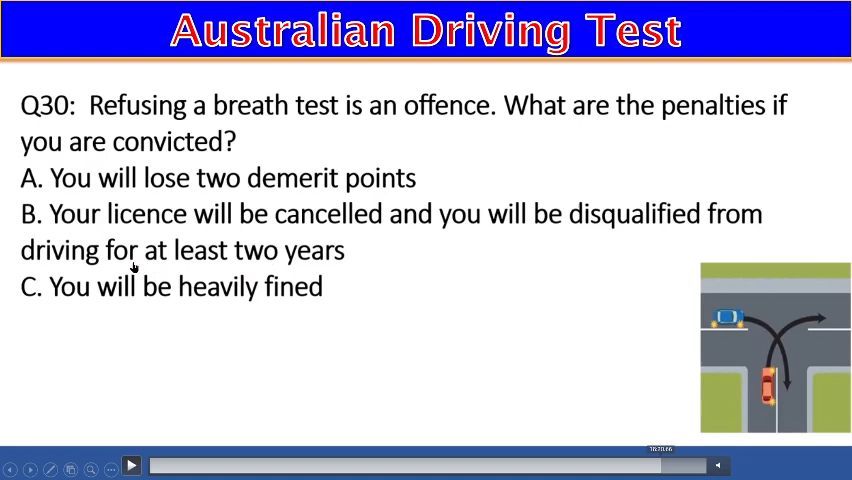 Australian Driving Test
Q30: Refusing a breath test is an offence. What are the penalties if
you are convicted?
A. You will lose two demerit points
B. Your licence will be cancelled and you will be disqualified from
driving for at least two years
C. You will be heavily fined